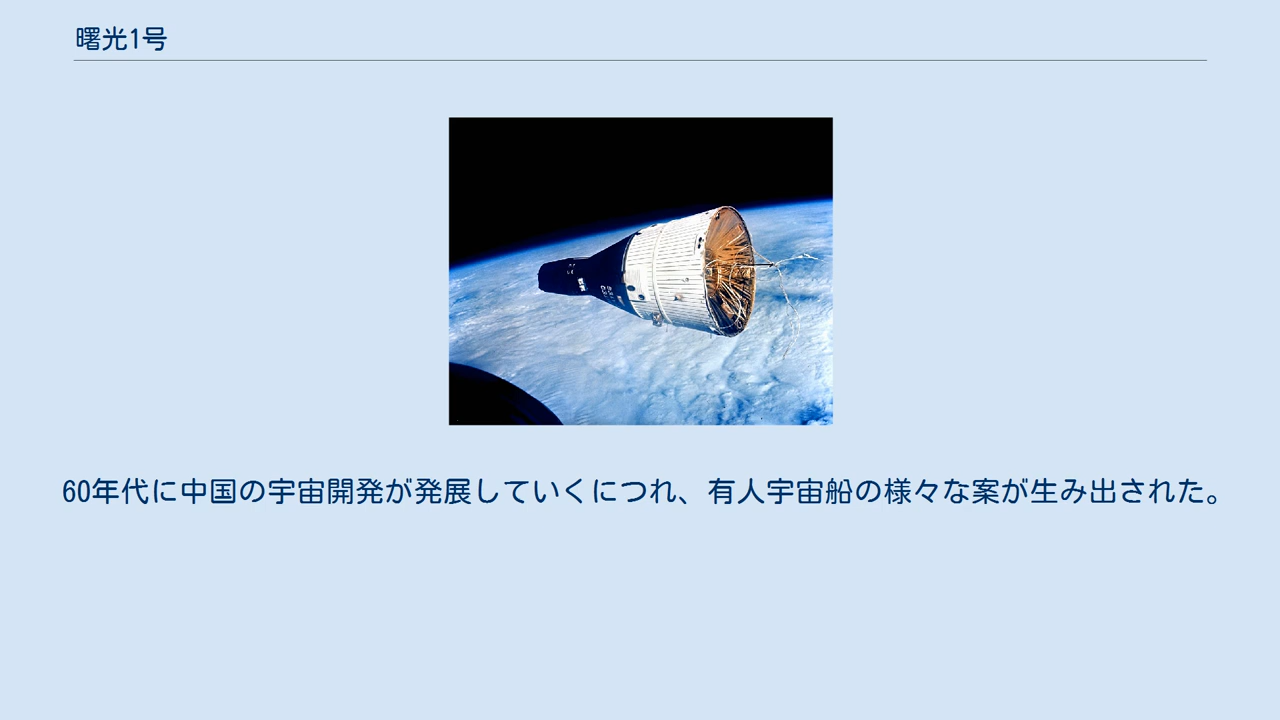 曙光1号
60年代に中国の宇宙開発が発展していくにつれ、有人宇宙船の様々な案が生み出された。